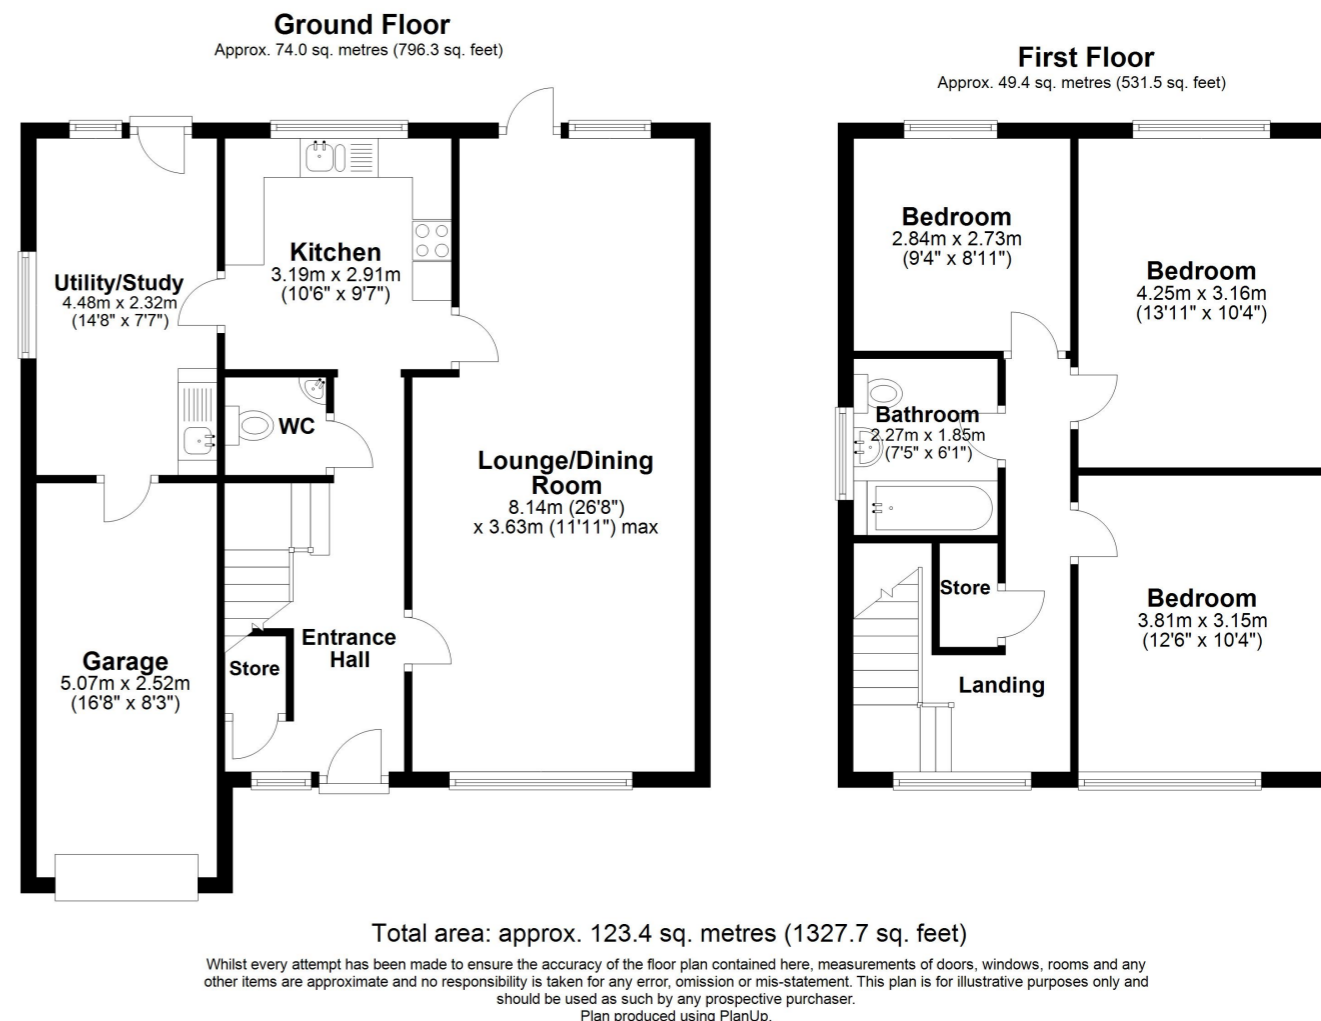 Ground Floor
Approx. 74.0 sq. metres (796.3 sq. feet)
First Floor
Approx. 49.4 sq. metres (531.5 sq. feet)
Utility/Study
4.48m x 2.32m
(14'8" x 7'7")
Kitchen
3.19m x 2.91m
(10'6" x 9'7")
WC
Lounge/Dining
Room
8.14m (26'8")
x 3.63m (11'11") max
Entrance
Hall
Store
Garage
5.07m x 2.52m
(16'8" x 8'3")
Bedroom
2.84m x 2.73m
(9'4" x 8'11")
Bedroom
4.25m x 3.16m
(13'11" x 10'4")
Bathroom
2.27m x 1.85m
(7'5" x 6'1")
Store
Bedroom
3.81m x 3.15m
(12'6" x 10'4")
Landing
Total area: approx. 123.4 sq. metres (1327.7 sq. feet)
Whilst every attempt has been made to ensure the accuracy of the floor plan contained here, measurements of doors, windows, rooms and any
other items are approximate and no responsibility is taken for any error, omission or mis-statement. This plan is for illustrative purposes only and
should be used as such by any prospective purchaser.
Plan produced using PlanUp.